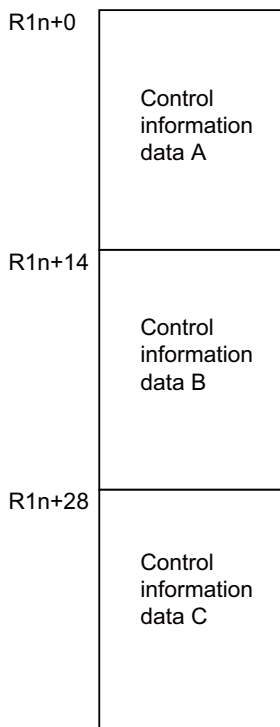 R1n+0
Control
information
data A
R1n+14
Control
information
data B
R1n+28
Control
information
data C